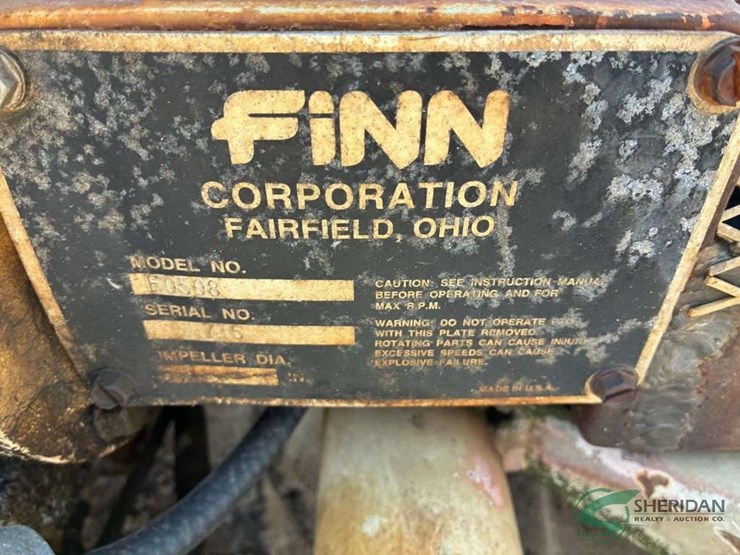 FiNN
CORPORATION
FAIRFIELD, OHIO
MODEL NO.
SERIAL NO.
IMPELLER DIA.
IN.
CAUTION: SEE INSTRUCTION MANUAL
BEFORE OPERATING AND FOR
MAX R.P.M.
WARNING: DO NOT OPERATE
WITH THIS PLATE REMOVED.
ROTATING PARTS CAN CAUSE INJURY
EXCESSIVE SPEEDS CAN CAUSE
EXPLOSIVE FAILURE.
MADE IN U.S.A.
SHERIDAN
REALTY & AUCTION CO.